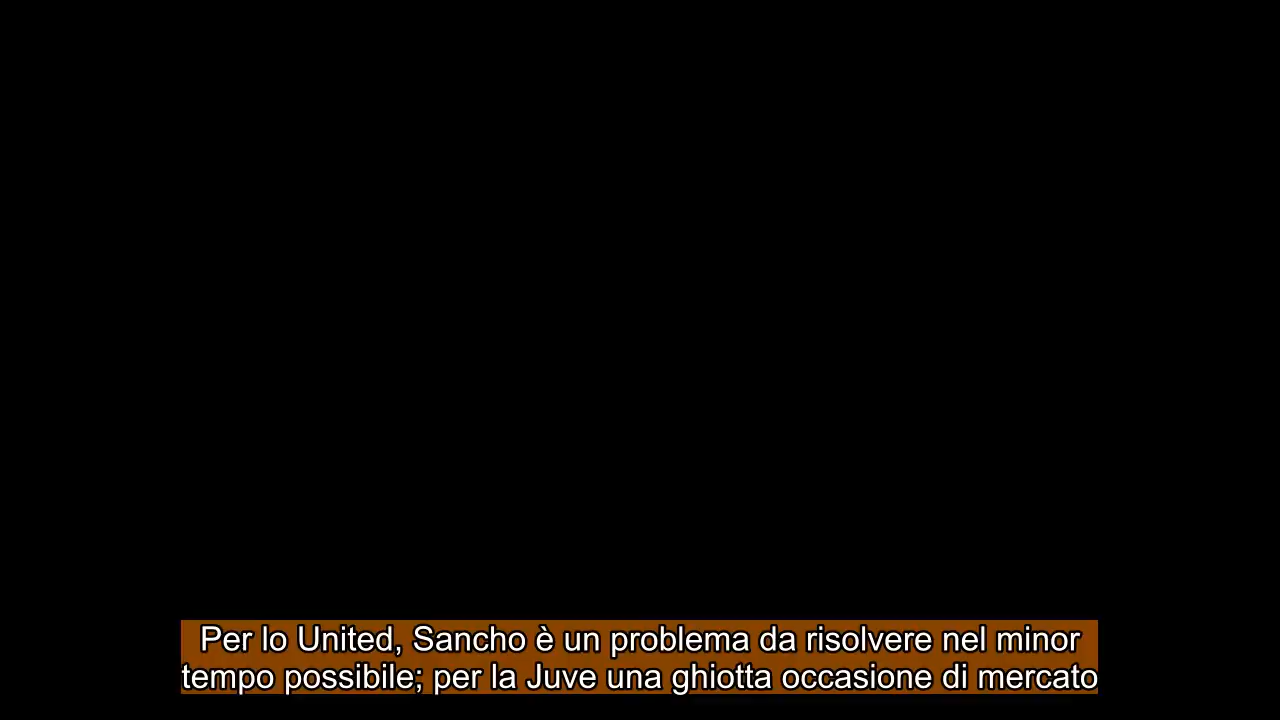 Per lo United, Sancho è un problema da risolvere nel minor
tempo possibile; per la Juve una ghiotta occasione di mercato